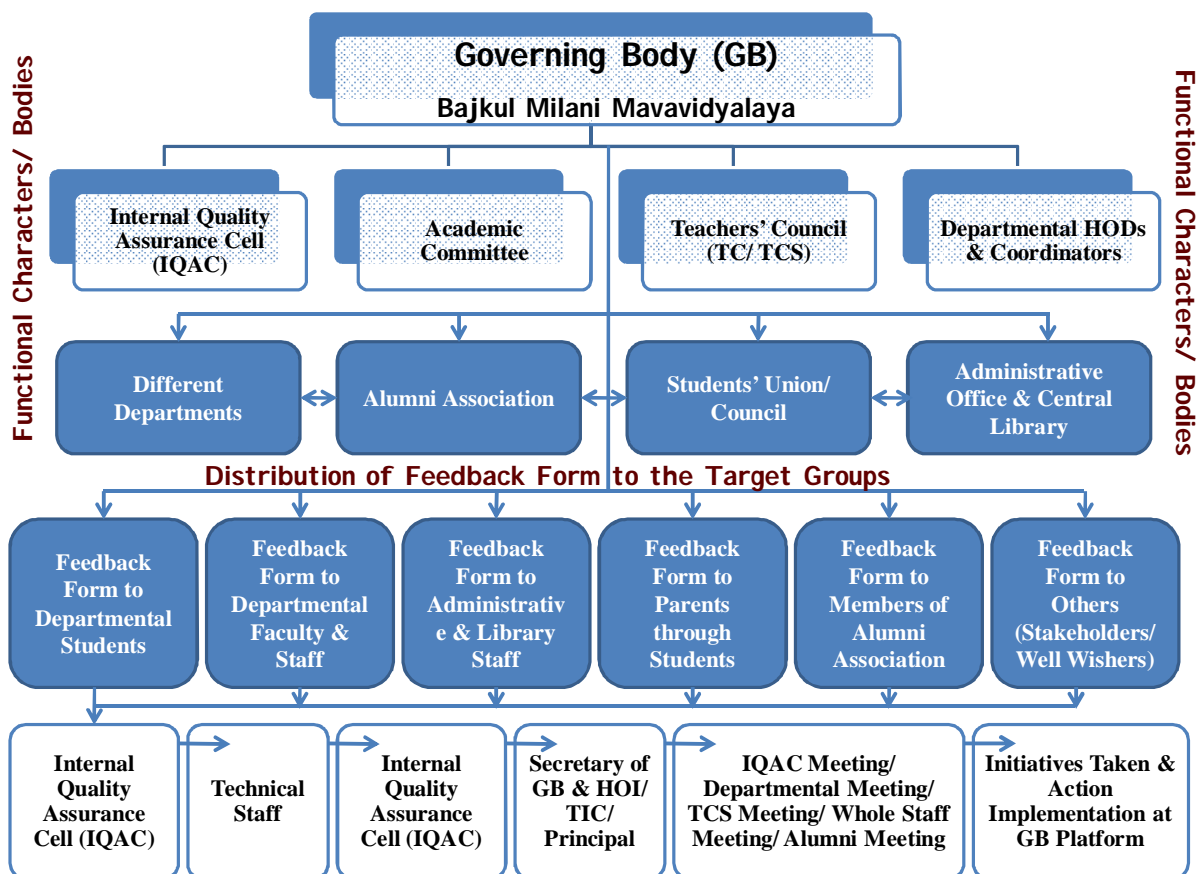 Governing Body (GB)
Bajkul Milani Mavavidyalaya
Functional Characters/ Bodies
Functional Characters/ Bodies
Internal Quality
Assurance Cell
(IQAC)
Academic
Committee
Teachers’ Council
(TC/ TCS)
Departmental HODs
& Coordinators
Different
Departments
Alumni Association
Students’ Union/
Council
Administrative
Office & Central
Library
Distribution of Feedback Form to the Target Groups
Feedback
Form to
Departmental
Students
Feedback
Form to
Departmental
Faculty &
Staff
Feedback
Form to
Administrativ
e & Library
Staff
Feedback
Form to
Parents
through
Students
Feedback
Form to
Members of
Alumni
Association
Feedback
Form to
Others
(Stakeholders/
Well Wishers)
Internal
Quality
Assurance
Cell (IQAC)
Technical
Staff
Internal
Quality
Assurance
Cell (IQAC)
Secretary of
GB & HOI/
TIC/
Principal
IQAC Meeting/
Departmental Meeting/
TCS Meeting/ Whole Staff
Meeting/ Alumni Meeting
Initiatives Taken &
Action
Implementation at
GB Platform